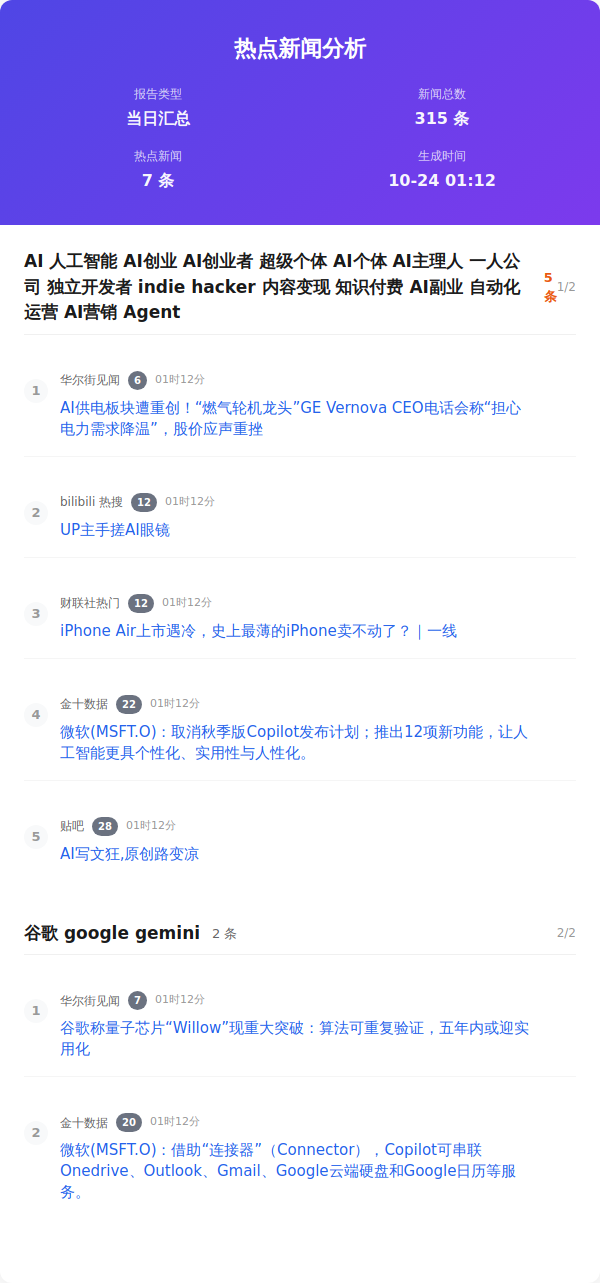 热点新闻分析
报告类型
新闻总数
当日汇总
315 条
热点新闻
生成时间
7 条
10-24 01:12
AI 人工智能 AI创业 AI创业者 超级个体 AI个体 AI主理人 一人公
司 独立开发者 indie hacker 内容变现 知识付费 AI副业 自动化
运营 AI营销 Agent
5
条
1/2
1
华尔街见闻 6 01时12分
AI供电板块遭重创！“燃气轮机龙头”GE Vernova CEO电话会称“担心
电力需求降温”，股价应声重挫
2
bilibili 热搜 12 01时12分
UP主手搓AI眼镜
3
财联社热门 12 01时12分
iPhone Air上市遇冷，史上最薄的iPhone卖不动了？｜一线
4
金十数据 22 01时12分
微软(MSFT.O)：取消秋季版Copilot发布计划；推出12项新功能，让人
工智能更具个性化、实用性与人性化。
5
贴吧 28 01时12分
AI写文狂,原创路变凉
谷歌 google gemini 2 条
2/2
1
华尔街见闻 7 01时12分
谷歌称量子芯片“Willow”现重大突破：算法可重复验证，五年内或迎实
用化
2
金十数据 20 01时12分
微软(MSFT.O)：借助“连接器”（Connector），Copilot可串联
Onedrive、Outlook、Gmail、Google云端硬盘和Google日历等服
务。